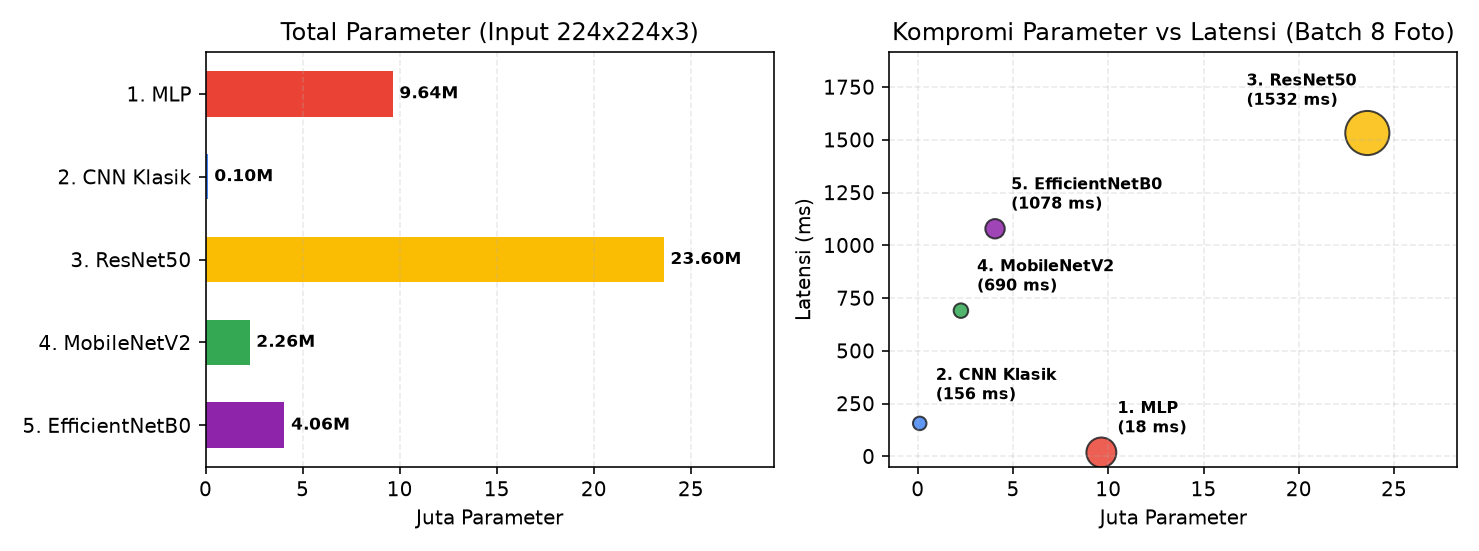 Total Parameter (Input 224x224x3)
1. MLP
9.64M
2. CNN Klasik
0.10M
3. ResNet50
23.60M
4. MobileNetV2
2.26M
5. EfficientNetB0
4.06M
0
5
10
15
20
25
Juta Parameter
Kompromi Parameter vs Latensi (Batch 8 Foto)
Latensi (ms)
1750
1500
1250
1000
750
500
250
0
3. ResNet50
(1532 ms)
5. EfficientNetB0
(1078 ms)
4. MobileNetV2
(690 ms)
2. CNN Klasik
(156 ms)
1. MLP
(18 ms)
0
5
10
15
20
25
Juta Parameter